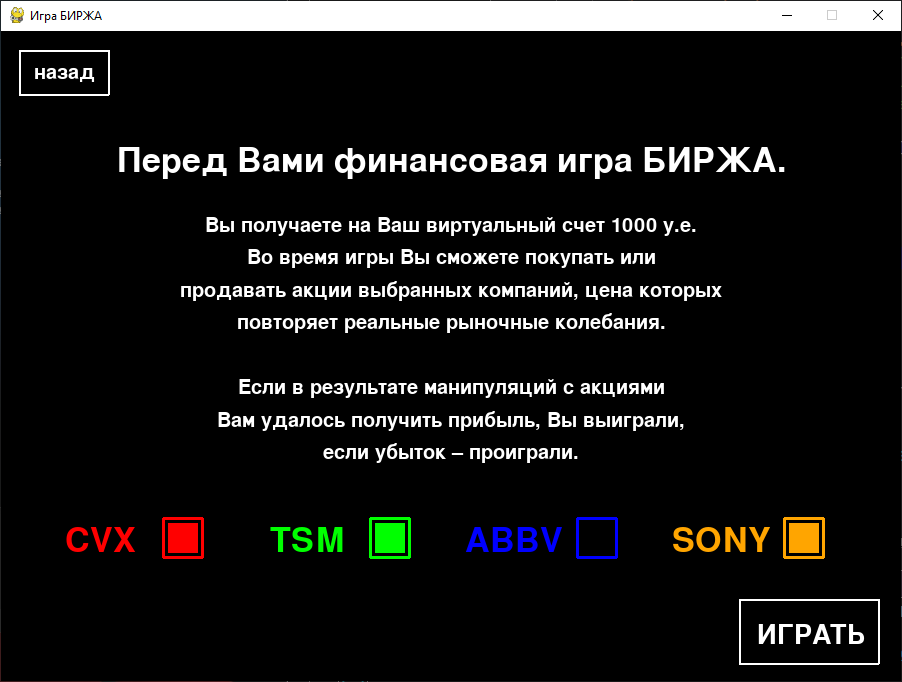 Игра БИРЖА
назад
Перед Вами финансовая игра БИРЖА.
Вы получаете на Ваш виртуальный счет 1000 у.е.
Во время игры Вы сможете покупать или
продавать акции выбранных компаний, цена которых
повторяет реальные рыночные колебания.
Если в результате манипуляций с акциями
Вам удалось получить прибыль, Вы выиграли,
если убыток – проиграли.
CVX TSM ABBV SONY
ИГРАТЬ